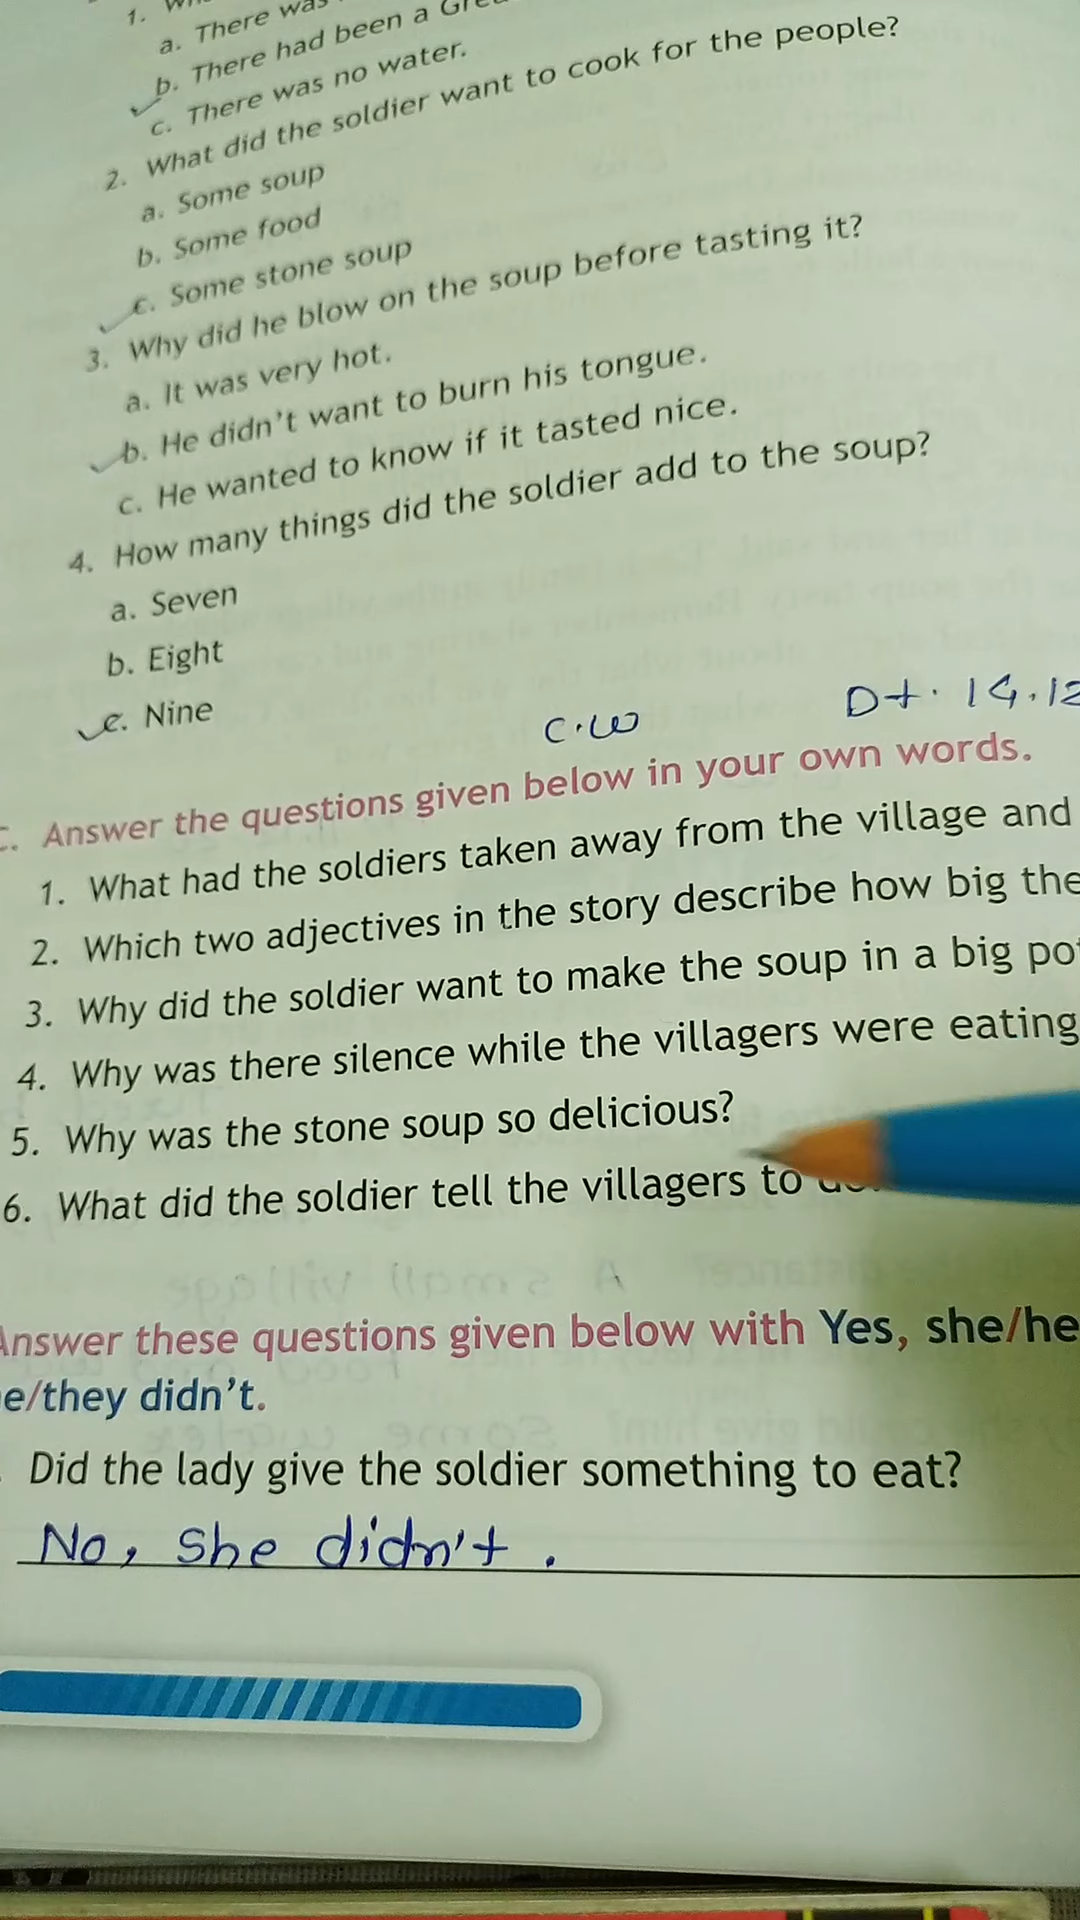 1.
a. There was
b. There had been a
c. There was no water.
2. What did the soldier want to cook for the people?
a. Some soup
b. Some food
c. Some stone soup
3. Why did he blow on the soup before tasting it?
a. It was very hot.
b. He didn't want to burn his tongue.
c. He wanted to know if it tasted nice.
4. How many things did the soldier add to the soup?
a. Seven
b. Eight
c. Nine
C.W Dt. 14.12
C. Answer the questions given below in your own words.
1. What had the soldiers taken away from the village and
2. Which two adjectives in the story describe how big the
3. Why did the soldier want to make the soup in a big
4. Why was there silence while the villagers were eating
5. Why was the stone soup so delicious?
6. What did the soldier tell the villagers to
Answer these questions given below with Yes, she/he
e/they didn't.
Did the lady give the soldier something to eat?
No, she didn't.